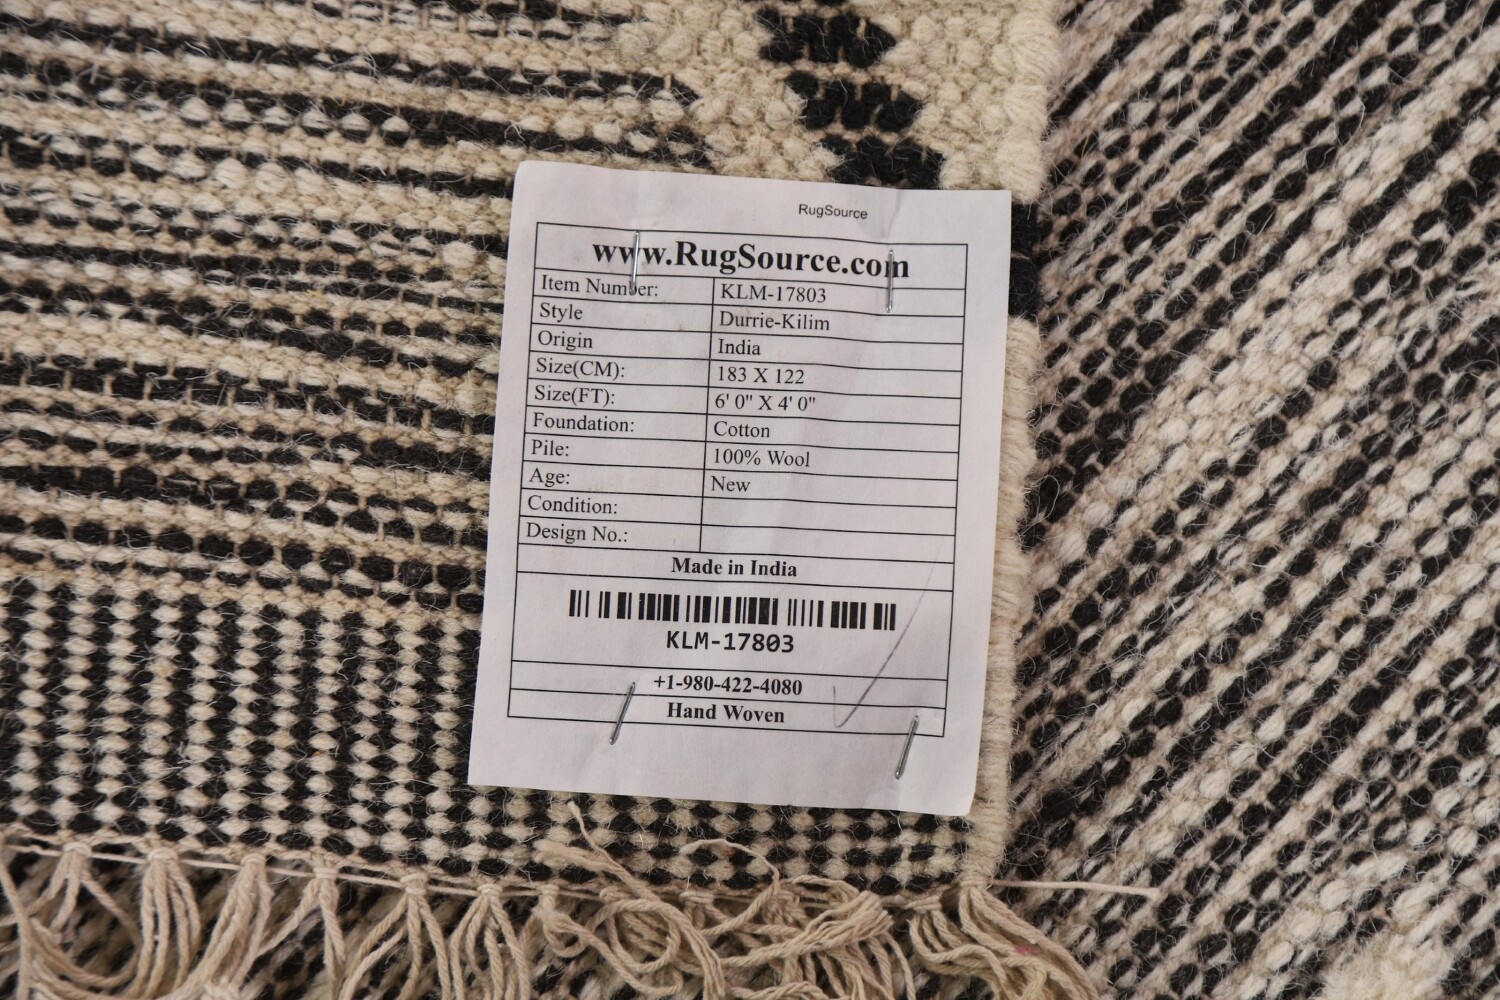 RugSource
www.RugSource.com
Item Number: KLM-17803
Style Durrie-Kilim
Origin India
Size(CM): 183 X 122
Size(FT): 6' 0" X 4' 0"
Foundation: Cotton
Pile: 100% Wool
Age: New
Condition:
Design No.:
Made in India
KLM-17803
+1-980-422-4080
Hand Woven